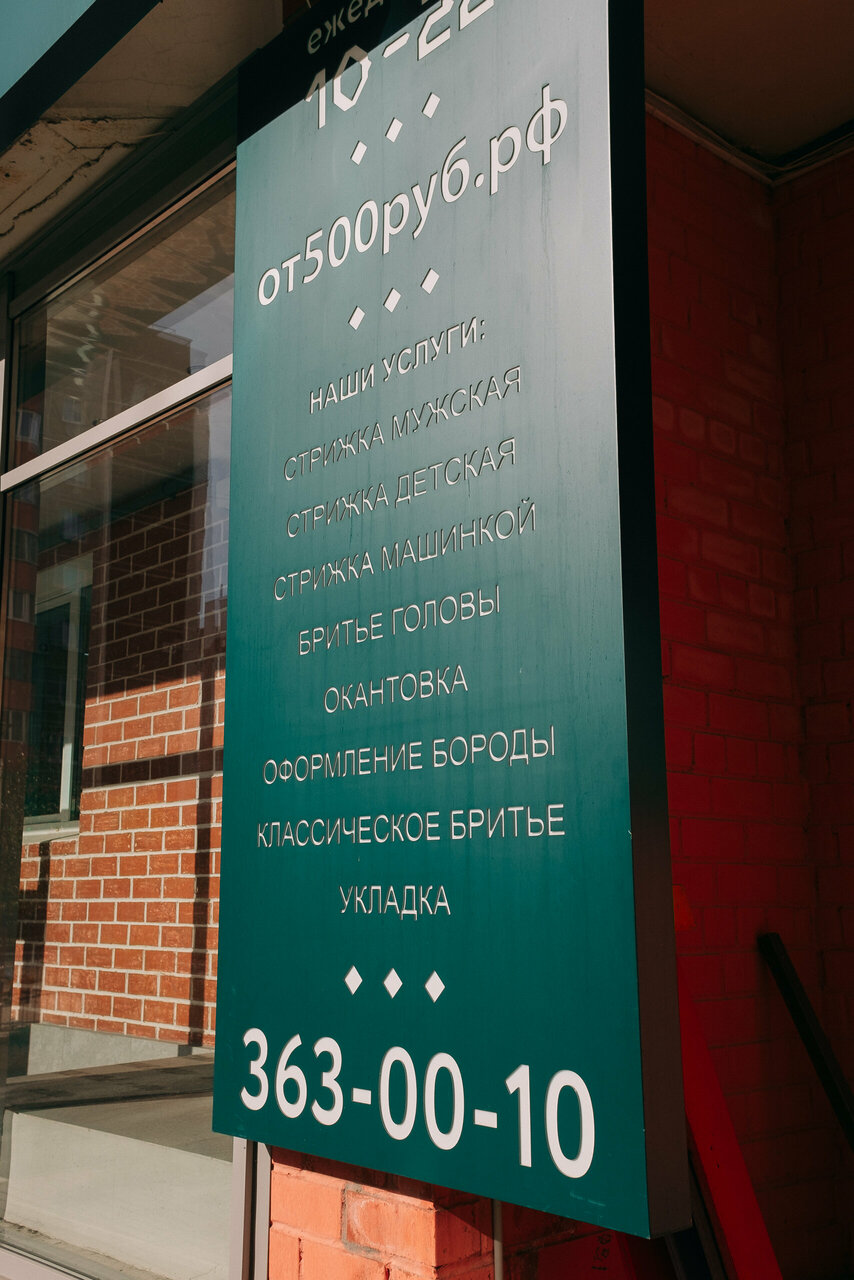 10-22
от500руб.рф
НАШИ УСЛУГИ:
СТРИЖКА МУЖСКАЯ
СТРИЖКА ДЕТСКАЯ
СТРИЖКА МАШИНКОЙ
БРИТЬЕ ГОЛОВЫ
ОКАНТОВКА
ОФОРМЛЕНИЕ БОРОДЫ
КЛАССИЧЕСКОЕ БРИТЬЕ
УКЛАДКА
363-00-10